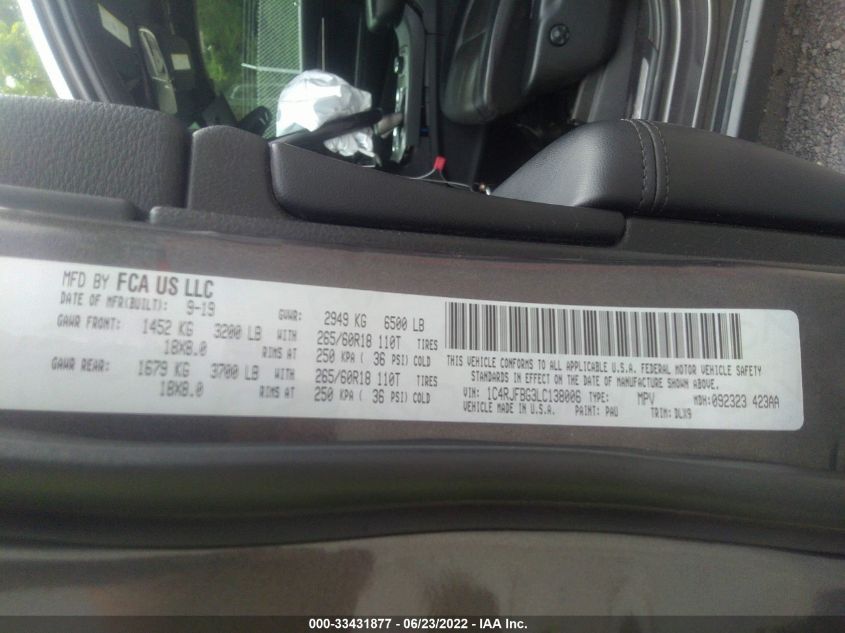 MFD BY FCA US LLC
DATE OF MFR(BUILT): 9-19
GVWR: 2949 KG 6500 LB
GAWR FRONT: 1452 KG 3200 LB WITH 265/60R18 110T TIRES
18X8.0 RIMS AT 250 KPA ( 36 PSI) COLD
GAWR REAR: 1679 KG 3700 LB WITH 265/60R18 110T TIRES
18X8.0 RIMS AT 250 KPA ( 36 PSI) COLD
THIS VEHICLE CONFORMS TO ALL APPLICABLE U.S.A. FEDERAL MOTOR VEHICLE SAFETY
STANDARDS IN EFFECT ON THE DATE OF MANUFACTURE SHOWN ABOVE.
VIN: 1C4RJFBG3LC138006 TYPE: MPV MDH: 092323 423AA
VEHICLE MADE IN U.S.A. PAINT: PAU TRIM: DLX9
000-33431877 - 06/23/2022 - IAA Inc.